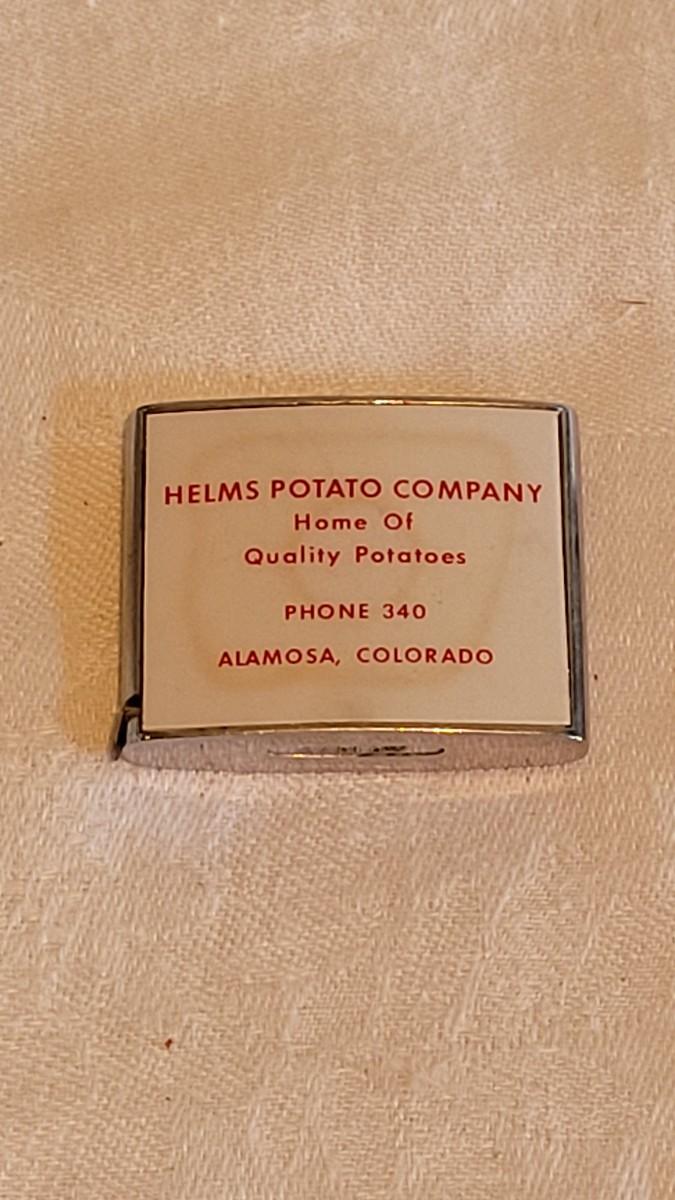 HELMS POTATO COMPANY
Home Of
Quality Potatoes
PHONE 340
ALAMOSA, COLORADO